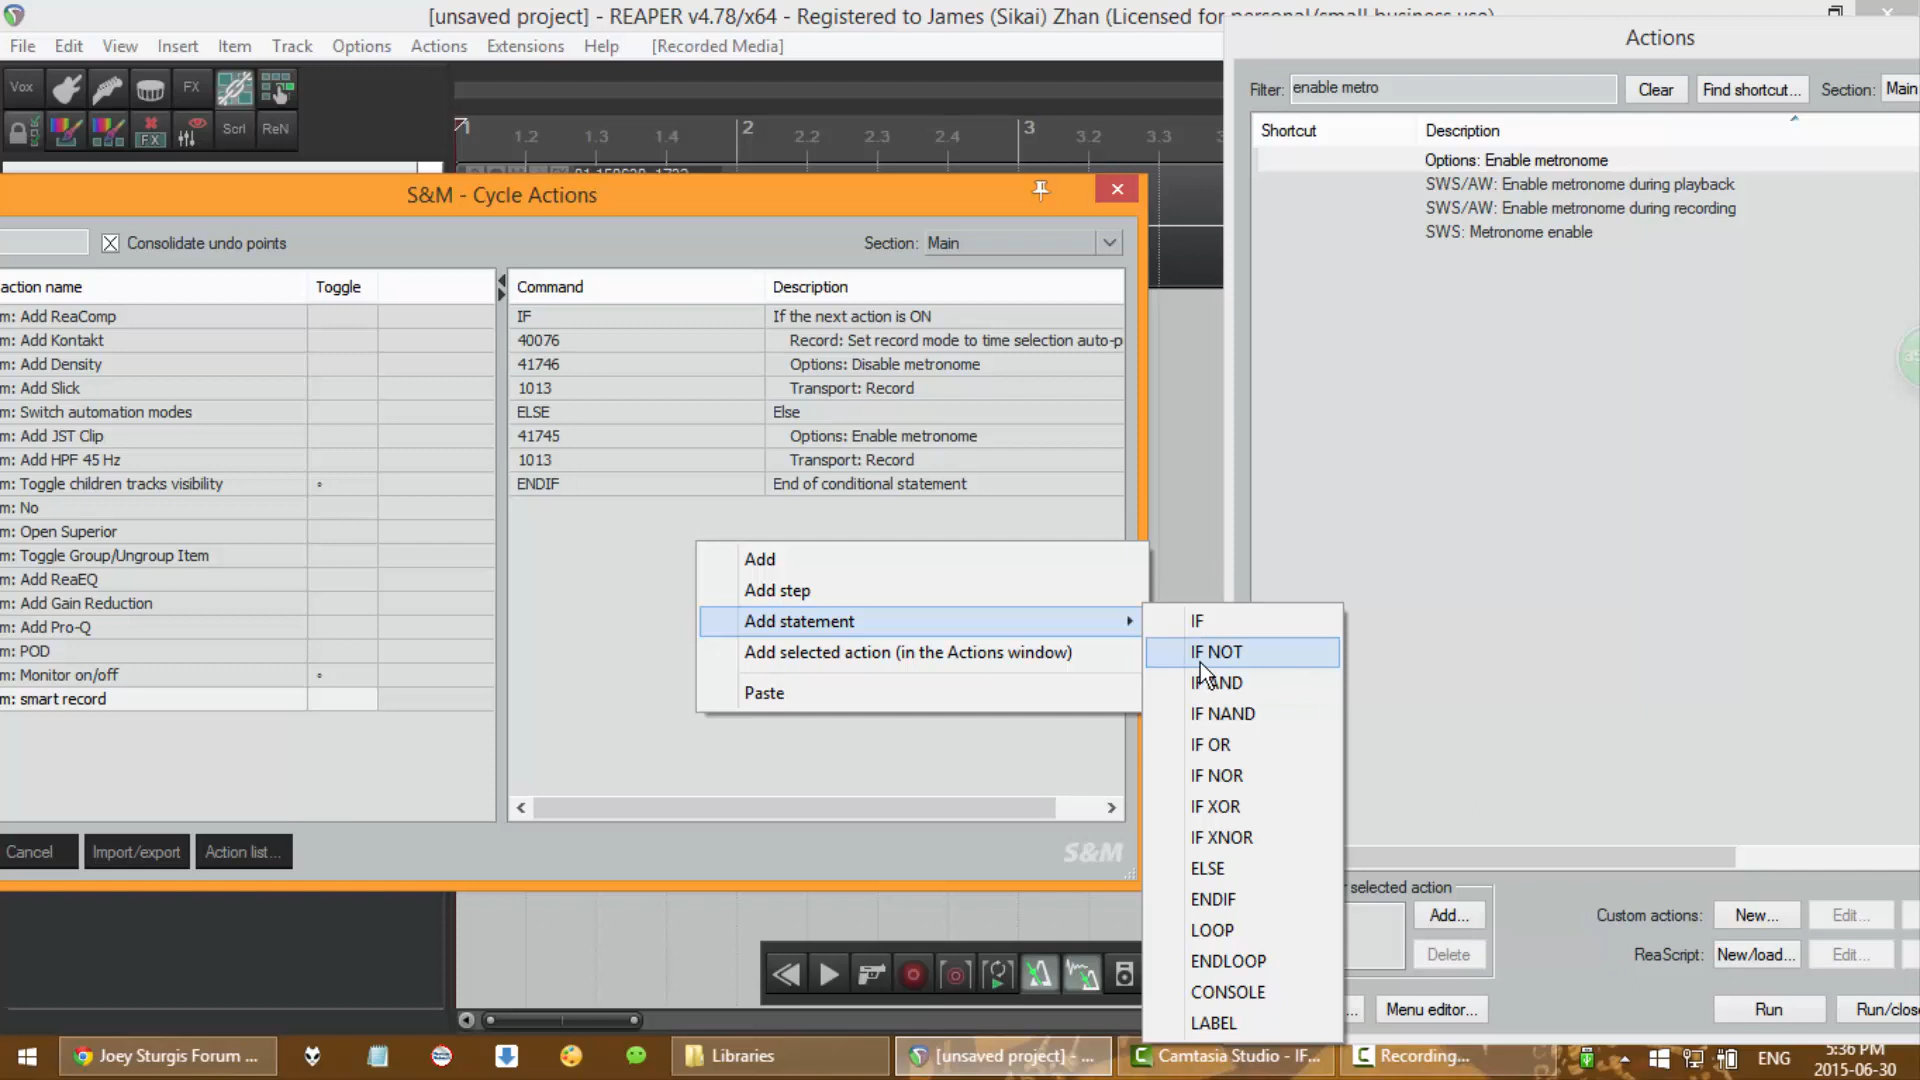 [unsaved project] - REAPER v4.78/x64 - Registered to James (Sikai) Zhan (Licensed for personal/small business use)
File Edit View Insert Item Track Options Actions Extensions Help [Recorded Media]
Vox FX
FX Scrl ReN
1 1.2 1.3 1.4 2 2.2 2.3 2.4 3 3.2 3.3
S&M - Cycle Actions
Consolidate undo points
Section: Main
action name Toggle
m: Add ReaComp
m: Add Kontakt
m: Add Density
m: Add Slick
m: Switch automation modes
m: Add JST Clip
m: Add HPF 45 Hz
m: Toggle children tracks visibility
m: No
m: Open Superior
m: Toggle Group/Ungroup Item
m: Add ReaEQ
m: Add Gain Reduction
m: Add Pro-Q
m: POD
m: Monitor on/off
m: smart record
Command Description
IF If the next action is ON
40076 Record: Set record mode to time selection auto-p
41746 Options: Disable metronome
1013 Transport: Record
ELSE Else
41745 Options: Enable metronome
1013 Transport: Record
ENDIF End of conditional statement
Add
Add step
Add statement
Add selected action (in the Actions window)
Paste
IF
IF NOT
IF AND
IF NAND
IF OR
IF NOR
IF XOR
IF XNOR
ELSE
ENDIF
LOOP
ENDLOOP
CONSOLE
LABEL
Cancel Import/export Action list... S&M
Actions
Filter: enable metro Clear Find shortcut... Section: Main
Shortcut Description
Options: Enable metronome
SWS/AW: Enable metronome during playback
SWS/AW: Enable metronome during recording
SWS: Metronome enable
35
r selected action
Add... Custom actions: New... Edit...
Delete ReaScript: New/load... Edit...
... Menu editor... Run Run/close
Joey Sturgis Forum ... Libraries [unsaved project] - ... Camtasia Studio - IF... Recording... ENG
5:36 PM
2015-06-30